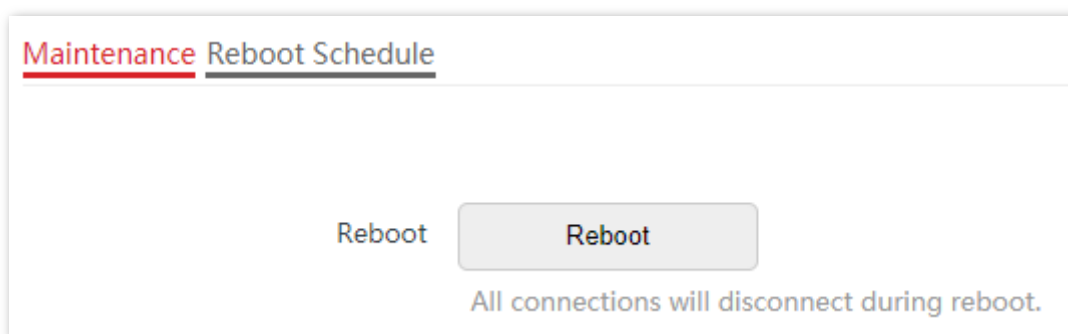 Maintenance Reboot Schedule
Reboot Reboot
All connections will disconnect during reboot.